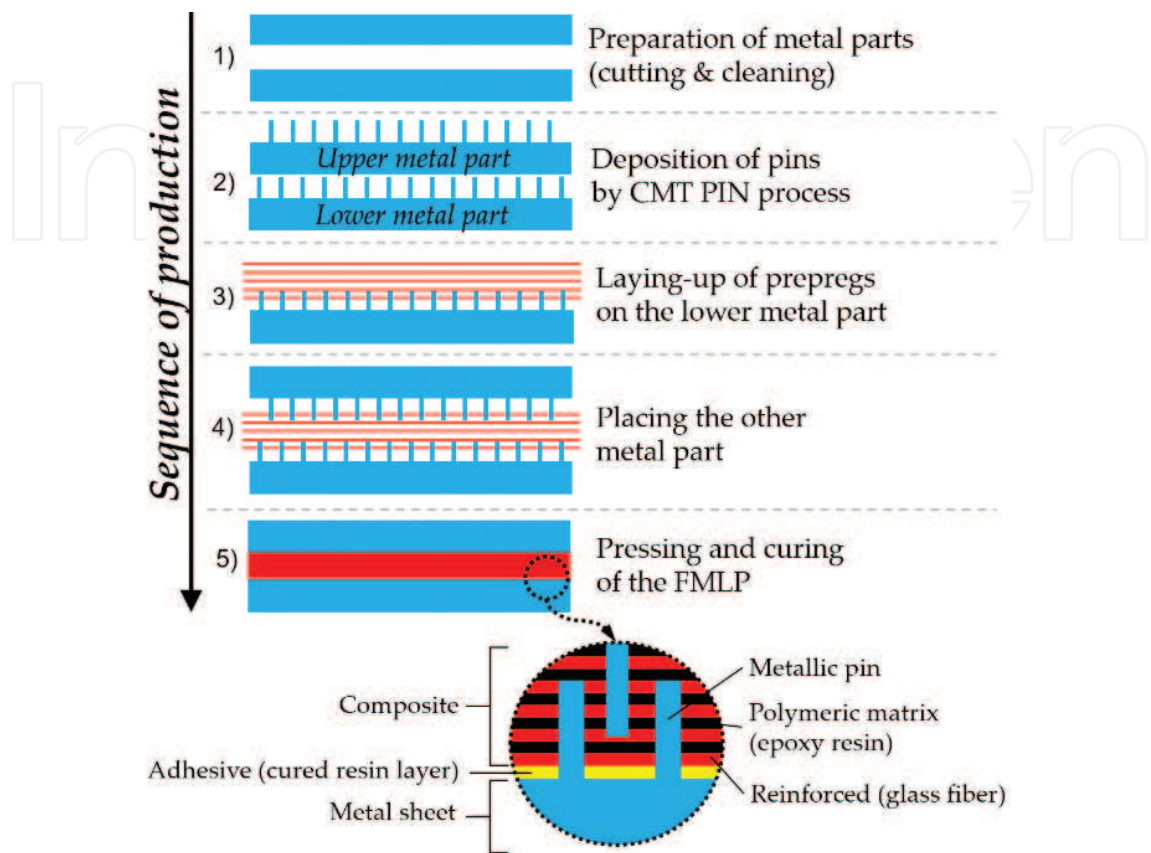 Sequence of production
1)
Preparation of metal parts
(cutting & cleaning)
2)
Upper metal part
Lower metal part
Deposition of pins
by CMT PIN process
3)
Laying-up of prepregs
on the lower metal part
4)
Placing the other
metal part
5)
Pressing and curing
of the FMLP
Composite
Adhesive (cured resin layer)
Metal sheet
Metallic pin
Polymeric matrix
(epoxy resin)
Reinforced (glass fiber)